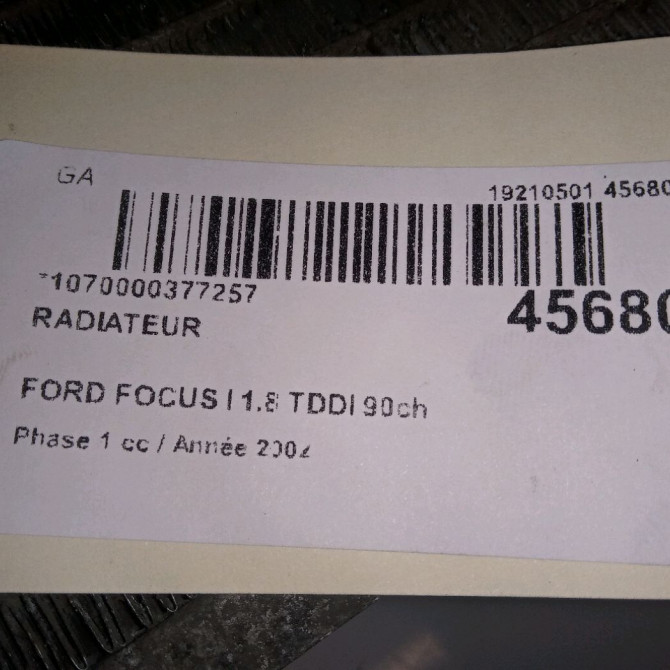 GA
19210501 45680
*1070000377257
45680
RADIATEUR
FORD FOCUS I 1.8 TDDI 90ch
Phase 1 cc / Année 2002